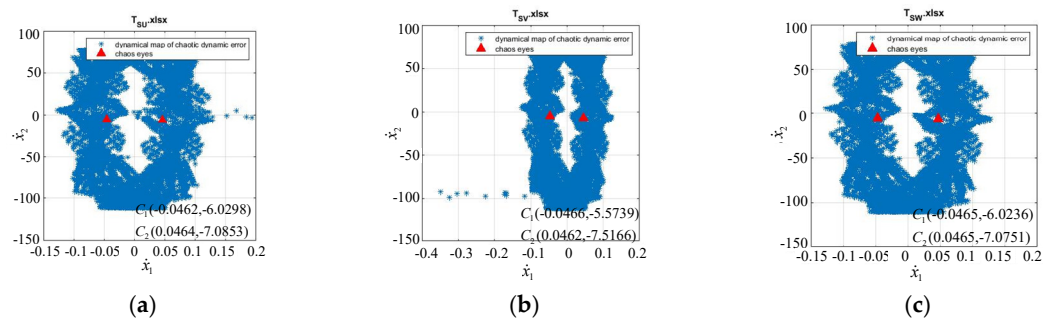 T_SU.xlsx
dynamical map of chaotic dynamic error
chaos eyes
100
50
0
-50
-100
-150
ẋ₂
C₁(-0.0462,-6.0298)
C₂(0.0464,-7.0853)
-0.15 -0.1 -0.05 0 0.05 0.1 0.15 0.2
ẋ₁
(a)
T_SV.xlsx
dynamical map of chaotic dynamic error
chaos eyes
100
50
0
-50
-100
-150
ẋ₂
C₁(-0.0466,-5.5739)
C₂(0.0462,-7.5166)
-0.4 -0.3 -0.2 -0.1 0 0.1 0.2
ẋ₁
(b)
T_SW.xlsx
dynamical map of chaotic dynamic error
chaos eyes
100
50
0
-50
-100
-150
ẋ₂
C₁(-0.0465,-6.0236)
C₂(0.0465,-7.0751)
-0.15 -0.1 -0.05 0 0.05 0.1 0.15 0.2
ẋ₁
(c)